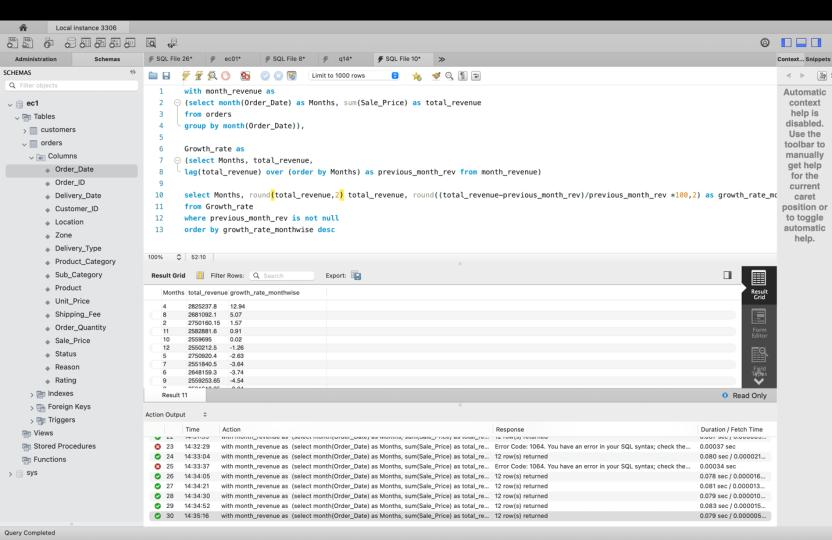 Local instance 3306
Administration
Schemas
SQL File 26*
ec01*
SQL File 8*
q14*
SQL File 10*
Context...
Snippets
SCHEMAS
Filter objects
ec1
Tables
customers
orders
Columns
Order_Date
Order_ID
Delivery_Date
Customer_ID
Location
Zone
Delivery_Type
Product_Category
Sub_Category
Product
Unit_Price
Shipping_Fee
Order_Quantity
Sale_Price
Status
Reason
Rating
Indexes
Foreign Keys
Triggers
Views
Stored Procedures
Functions
sys
Limit to 1000 rows
1 with month_revenue as
2 (select month(Order_Date) as Months, sum(Sale_Price) as total_revenue
3 from orders
4 group by month(Order_Date)),
5
6 Growth_rate as
7 (select Months, total_revenue,
8 lag(total_revenue) over (order by Months) as previous_month_rev from month_revenue)
9
10 select Months, round(total_revenue,2) total_revenue, round((total_revenue-previous_month_rev)/previous_month_rev *100,2) as growth_rate_mo
11 from Growth_rate
12 where previous_month_rev is not null
13 order by growth_rate_monthwise desc
100% 52:10
Result Grid Filter Rows: Search Export:
Months total_revenue growth_rate_monthwise
4 2825237.8 12.94
8 2681092.1 5.07
2 2750160.15 1.57
11 2582881.6 0.91
10 2559695 0.02
12 2550212.5 -1.26
5 2750920.4 -2.63
7 2551840.5 -3.64
6 2648159.3 -3.74
9 2559253.65 -4.54
Result 11
Read Only
Result
Grid
Form
Editor
Field
Types
Automatic
context
help is
disabled.
Use the
toolbar to
manually
get help
for the
current
caret
position or
to toggle
automatic
help.
Action Output
Time Action Response Duration / Fetch Time
23 14:32:29 with month_revenue as (select month(Order_Date) as Months, sum(Sale_Price) as total_re... Error Code: 1064. You have an error in your SQL syntax; check the... 0.00037 sec
24 14:33:04 with month_revenue as (select month(Order_Date) as Months, sum(Sale_Price) as total_re... 12 row(s) returned 0.080 sec / 0.000021...
25 14:33:37 with month_revenue as (select month(Order_Date) as Months, sum(Sale_Price) as total_re... Error Code: 1064. You have an error in your SQL syntax; check the... 0.00034 sec
26 14:34:05 with month_revenue as (select month(Order_Date) as Months, sum(Sale_Price) as total_re... 12 row(s) returned 0.078 sec / 0.000016...
27 14:34:21 with month_revenue as (select month(Order_Date) as Months, sum(Sale_Price) as total_re... 12 row(s) returned 0.081 sec / 0.000013...
28 14:34:30 with month_revenue as (select month(Order_Date) as Months, sum(Sale_Price) as total_re... 12 row(s) returned 0.079 sec / 0.000010...
29 14:34:52 with month_revenue as (select month(Order_Date) as Months, sum(Sale_Price) as total_re... 12 row(s) returned 0.083 sec / 0.000015...
30 14:35:16 with month_revenue as (select month(Order_Date) as Months, sum(Sale_Price) as total_re... 12 row(s) returned 0.079 sec / 0.000005...
Query Completed